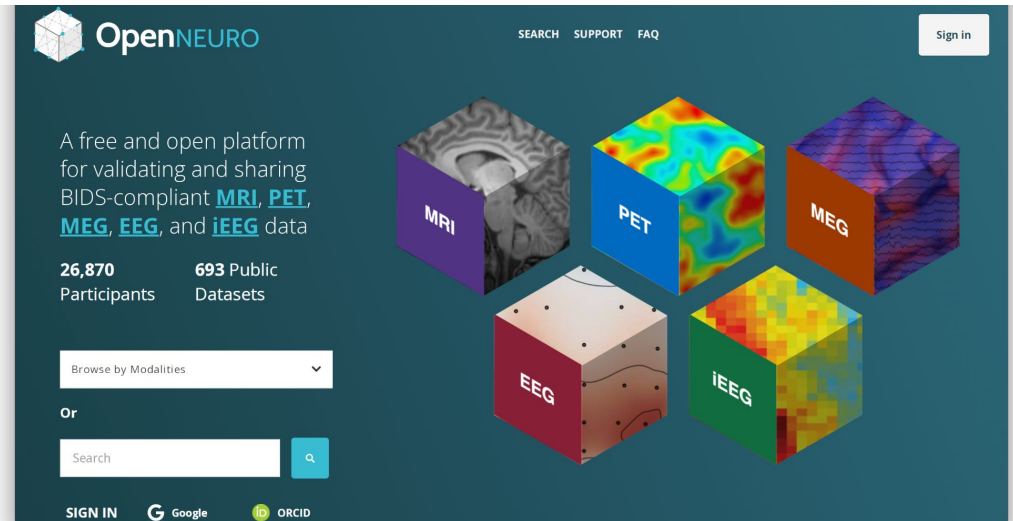 OpenNEURO
SEARCH SUPPORT FAQ
Sign in
A free and open platform
for validating and sharing
BIDS-compliant MRI, PET,
MEG, EEG, and iEEG data
26,870 693 Public
Participants Datasets
MRI
PET
MEG
EEG
iEEG
Browse by Modalities
Or
Search
SIGN IN G Google iD ORCID